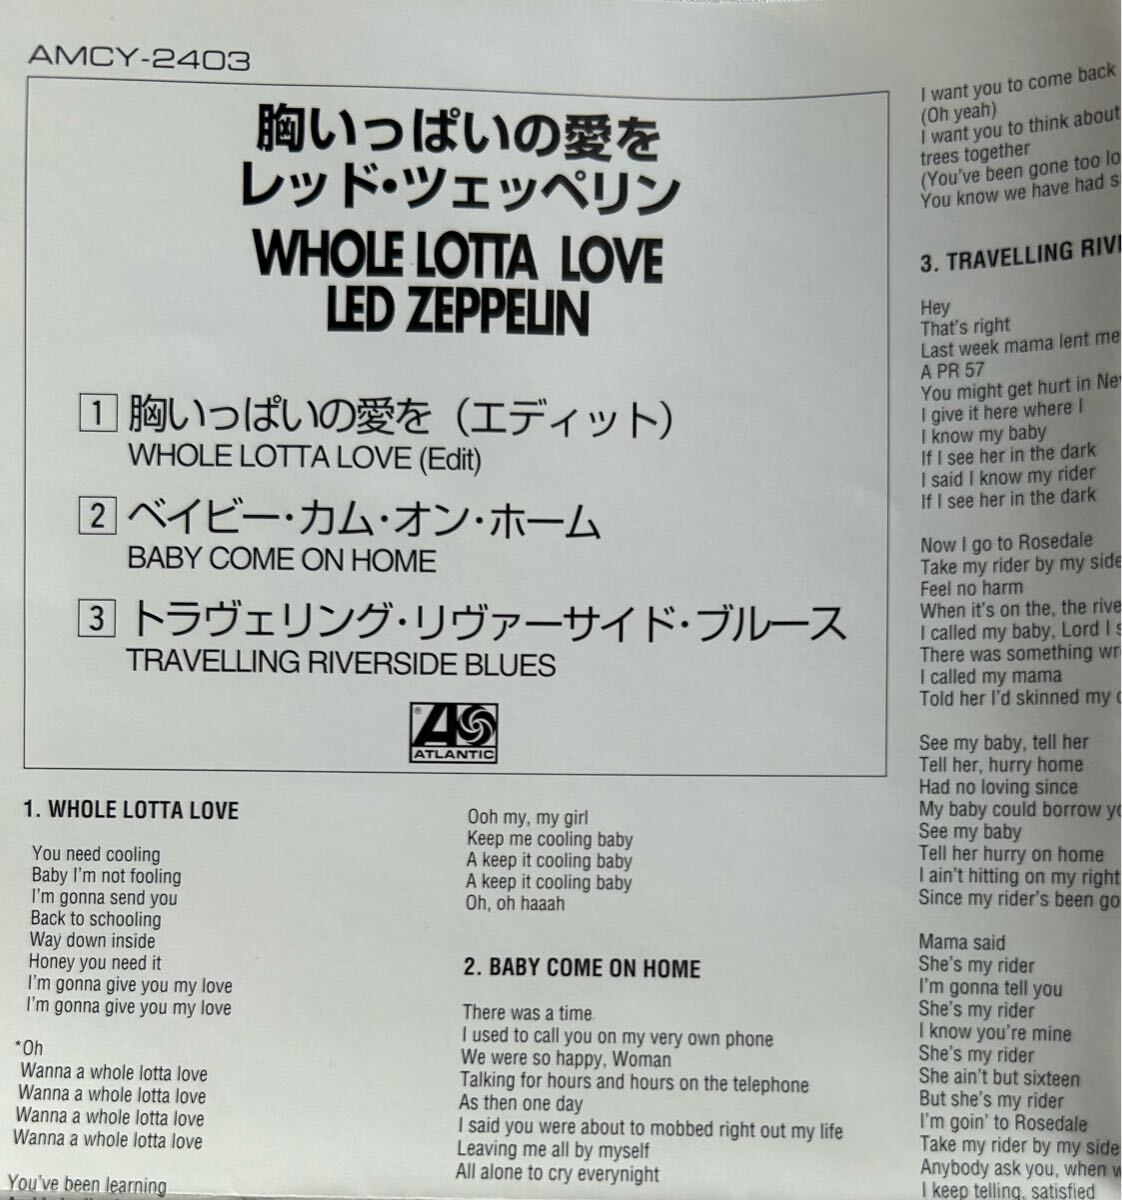 AMCY-2403
胸いっぱいの愛を
レッド・ツェッペリン
WHOLE LOTTA LOVE
LED ZEPPELIN
1 胸いっぱいの愛を（エディット）
WHOLE LOTTA LOVE (Edit)
2 ベイビー・カム・オン・ホーム
BABY COME ON HOME
3 トラヴェリング・リヴァーサイド・ブルース
TRAVELLING RIVERSIDE BLUES
®
ATLANTIC
1. WHOLE LOTTA LOVE
You need cooling
Baby I'm not fooling
I'm gonna send you
Back to schooling
Way down inside
Honey you need it
I'm gonna give you my love
I'm gonna give you my love
*Oh
Wanna a whole lotta love
Wanna a whole lotta love
Wanna a whole lotta love
Wanna a whole lotta love
You've been learning
Ooh my, my girl
Keep me cooling baby
A keep it cooling baby
A keep it cooling baby
Oh, oh haaah
2. BABY COME ON HOME
There was a time
I used to call you on my very own phone
We were so happy, Woman
Talking for hours and hours on the telephone
As then one day
I said you were about to mobbed right out my life
Leaving me all by myself
All alone to cry everynight
I want you to come back
(Oh yeah)
I want you to think about
trees together
(You've been gone too lo
You know we have had s
3. TRAVELLING RIV
Hey
That's right
Last week mama lent me
A PR 57
You might get hurt in Ne
I give it here where I
I know my baby
If I see her in the dark
I said I know my rider
If I see her in the dark
Now I go to Rosedale
Take my rider by my side
Feel no harm
When it's on the, the rive
I called my baby, Lord I s
There was something wr
I called my mama
Told her I'd skinned my
See my baby, tell her
Tell her, hurry home
Had no loving since
My baby could borrow yo
See my baby
Tell her hurry on home
I ain't hitting on my right
Since my rider's been go
Mama said
She's my rider
I'm gonna tell you
She's my rider
I know you're mine
She's my rider
She ain't but sixteen
But she's my rider
I'm goin' to Rosedale
Take my rider by my side
Anybody ask you, when w
I keep telling, satisfied